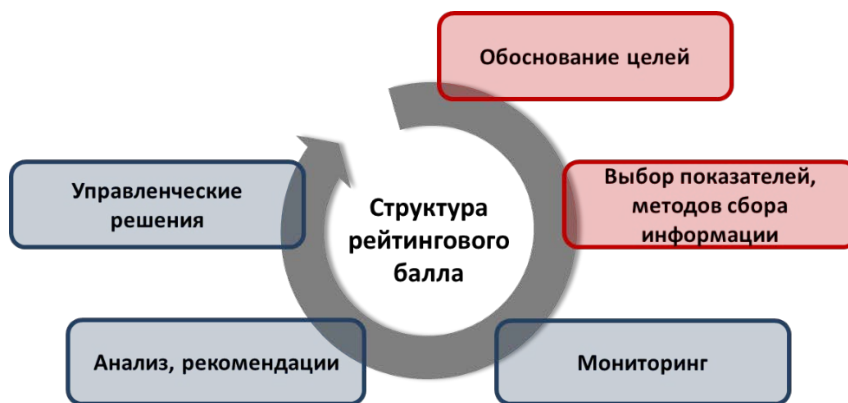 Обоснование целей
Выбор показателей,
методов сбора
информации
Мониторинг
Анализ, рекомендации
Управленческие
решения
Структура
рейтингового
балла